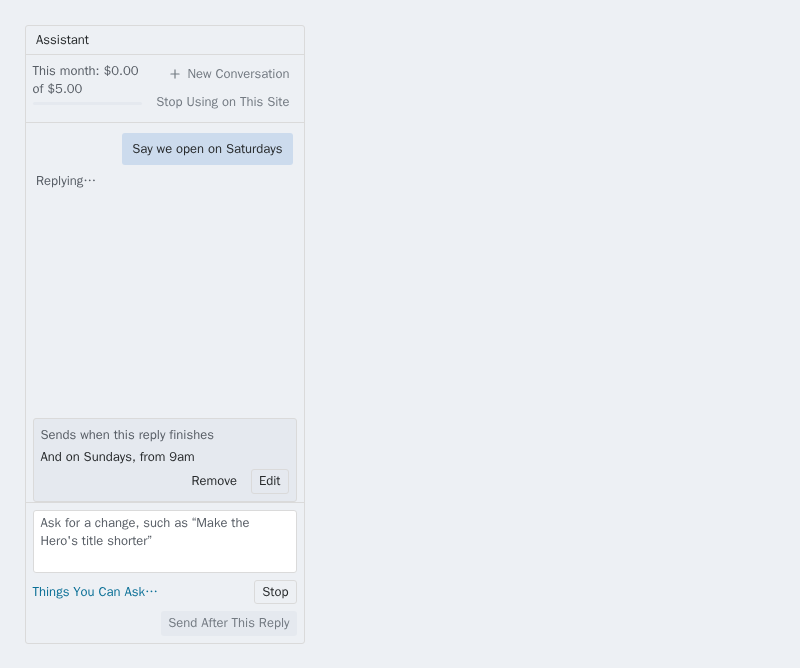 Assistant
This month: $0.00
of $5.00
+ New Conversation
Stop Using on This Site
Say we open on Saturdays
Replying…
Sends when this reply finishes
And on Sundays, from 9am
Remove
Edit
Ask for a change, such as “Make the
Hero's title shorter”
Things You Can Ask…
Stop
Send After This Reply